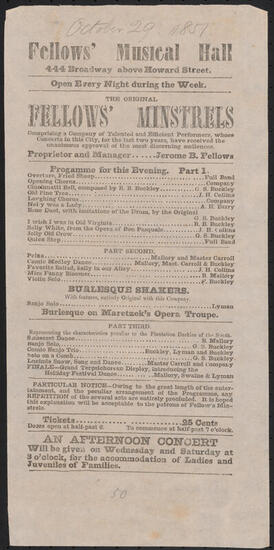 October 29 1851
Fellows' Musical Hall
444 Broadway above Howard Street.
Open Every Night during the Week.
THE ORIGINAL
FELLOWS' MINSTRELS
Comprising a Company of Talented and Efficient Performers, whose
Concerts in this City, for the last two years, have received the
unanimous approval of the most discerning audiences.
Proprietor and Manager Jerome B. Fellows
Progamme for this Evening. Part 1.
Overture, Fried Sheep Full Band
Opening Chorus Company
Cincinnatti Bell, composed by R. B. Buckley G. S. Buckley
Old Pine Tree J. H. Collins
Laughing Chorus Company
Nelly was a Lady A. H. Barry
Bone Duet, with imitations of the Drum, by the Original
G. S. Buckley
I wish I was in Old Virginia R. B. Buckley
Sally White, from the Opera of Don Pasquale J. H. Collins
Jolly Old Crow G. S. Buckley
Quick Step Full Band
PART SECOND.
Polka Mallory and Master Carroll
Comic Medley Dance Mallory, Mast. Carroll & Buckley
Favorite Ballad, Sally in our Alley J. H. Collins
Miss Fanny Bloomer B. Mallory
Violin Solo F. Buckley
BURLESQUE SHAKERS.
With features, entirely Original with this Company.
Banjo Solo Lyman
Burlesque on Maretzek's Opera Troupe.
PART THIRD.
Representing the characteristics peculiar to the Plantation Darkies of the South.
Somerset Dance S. Mallory
Banjo Solo, G. S. Buckley
Comic Banjo Trio Buckley, Lyman and Buckley
Solo on a Comb G. S. Buckley
Lucinda Snow, Song and Dance Master Carroll and Company
FINALE—Grand Terpsichorean Display, introducing the
Holiday Festival Dance Mallory, Swaine & Lyman
PARTICULAR NOTICE—Owing to the great length of the enter-
tainment, and the peculiar arrangement of the Programme, any
REPETITION of the several acts are entirely precluded. It is hoped
this explanation will be acceptable to the patrons of Fellows's Min-
strels.
Tickets 25 Cents
Doors open at half-past 6. To commence at half past 7 o'clock.
AN AFTERNOON CONCERT
Will be given on Wednesday and Saturday at
3 o'clock, for the accommodation of Ladies and
Juveniles of Families.
50